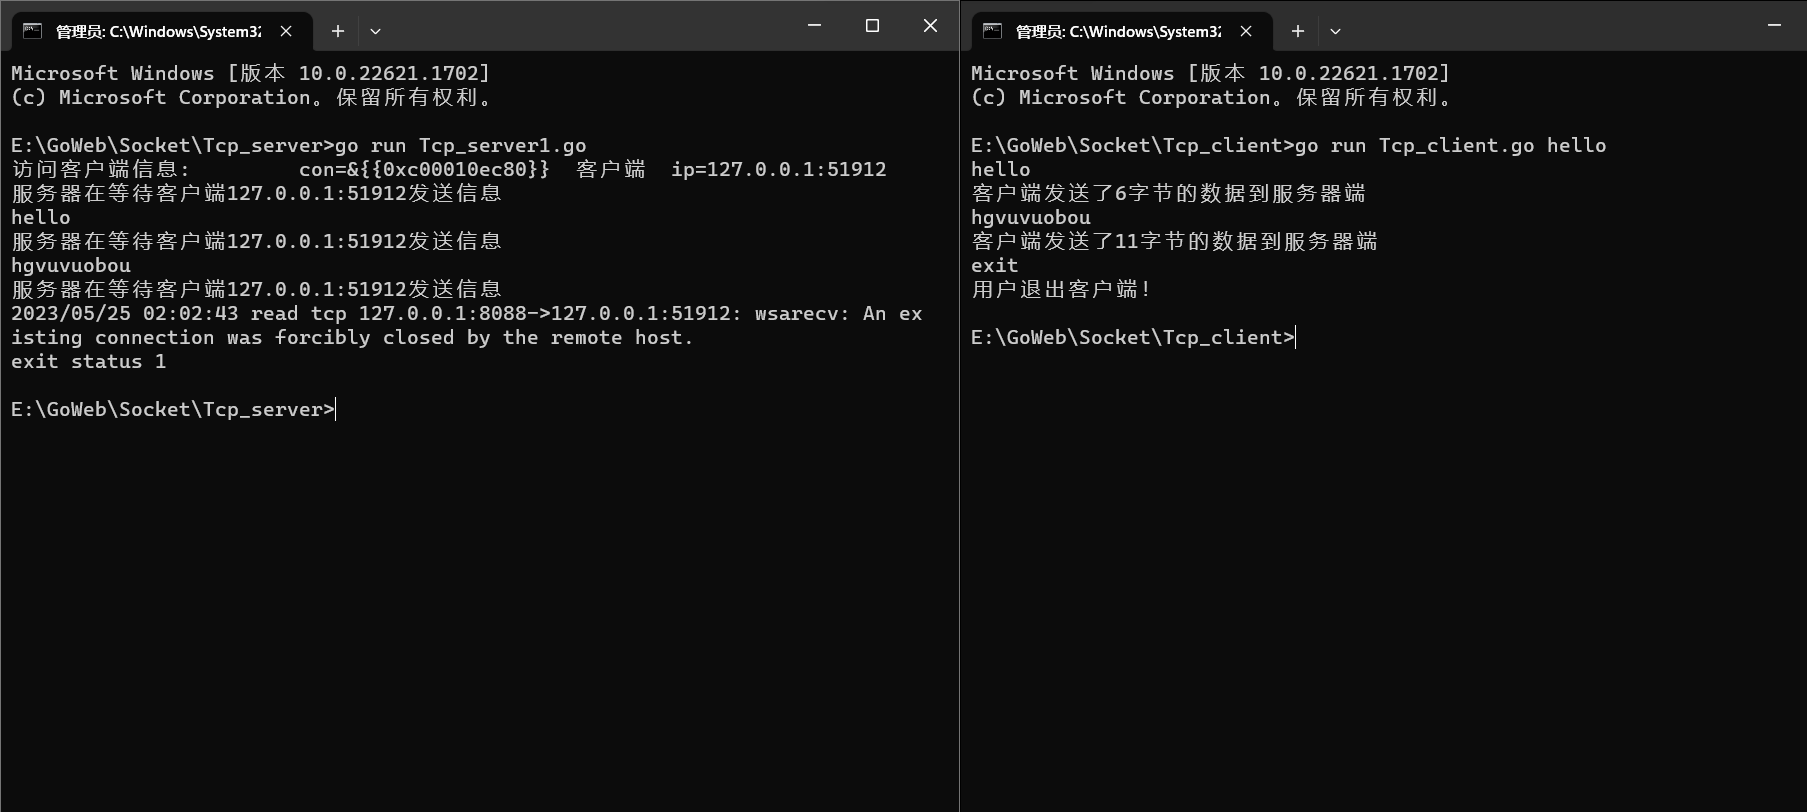 管理员: C:\Windows\System32
Microsoft Windows [版本 10.0.22621.1702]
(c) Microsoft Corporation。保留所有权利。
E:\GoWeb\Socket\Tcp_server>go run Tcp_server1.go
访问客户端信息: con=&{{0xc00010ec80}} 客户端 ip=127.0.0.1:51912
服务器在等待客户端127.0.0.1:51912发送信息
hello
服务器在等待客户端127.0.0.1:51912发送信息
hgvuvuobou
服务器在等待客户端127.0.0.1:51912发送信息
2023/05/25 02:02:43 read tcp 127.0.0.1:8088->127.0.0.1:51912: wsarecv: An ex
isting connection was forcibly closed by the remote host.
exit status 1
E:\GoWeb\Socket\Tcp_server>
管理员: C:\Windows\System32
Microsoft Windows [版本 10.0.22621.1702]
(c) Microsoft Corporation。保留所有权利。
E:\GoWeb\Socket\Tcp_client>go run Tcp_client.go hello
hello
客户端发送了6字节的数据到服务器端
hgvuvuobou
客户端发送了11字节的数据到服务器端
exit
用户退出客户端!
E:\GoWeb\Socket\Tcp_client>